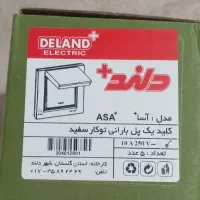 DELAND+
ELECTRIC
دلند+
ASA+
مدل : آسا+
کلید یک پل بارانی توکار سفید
10 A 250 V~
تعداد : ۵ عدد
کارخانه: استان گلستان، شهر دلند